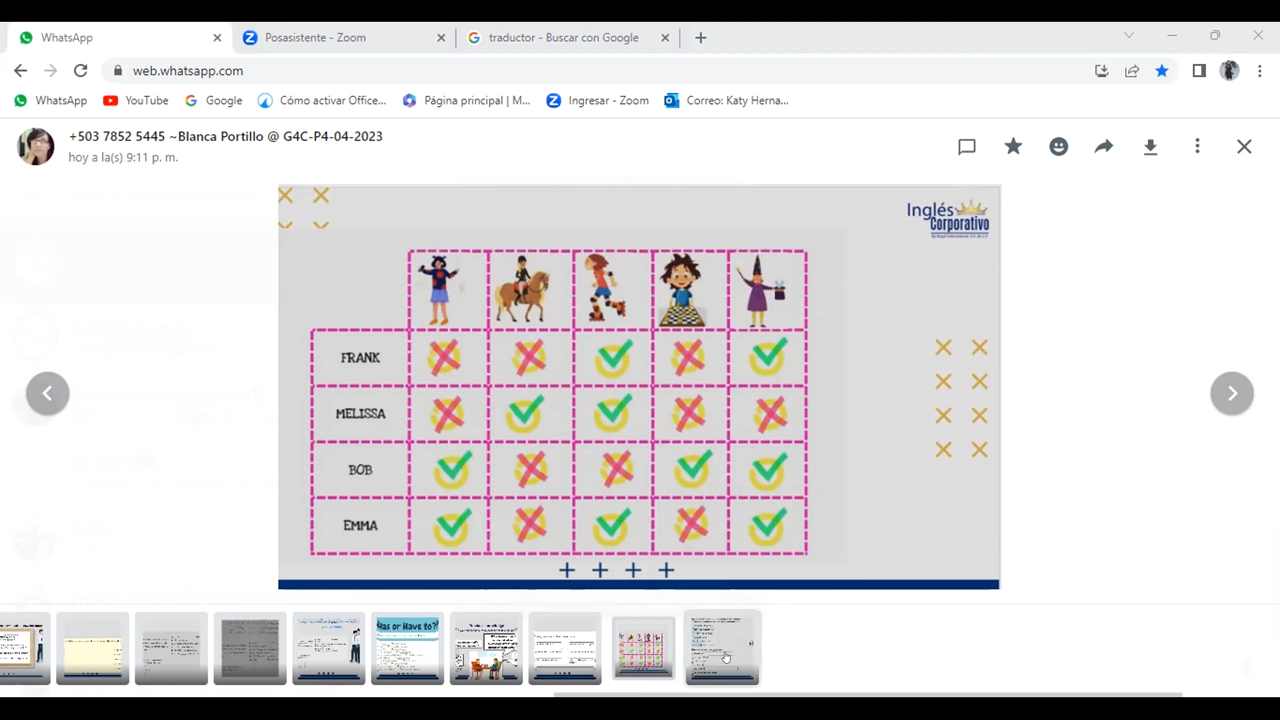 WhatsApp
Posasistente - Zoom
traductor - Buscar con Google
web.whatsapp.com
WhatsApp
YouTube
Google
Cómo activar Office...
Página principal | M...
Ingresar - Zoom
Correo: Katy Herna...
+503 7852 5445 ~Blanca Portillo @ G4C-P4-04-2023
hoy a la(s) 9:11 p. m.
Inglés
Corporativo
FRANK
MELISSA
BOB
EMMA
Has or Have to?